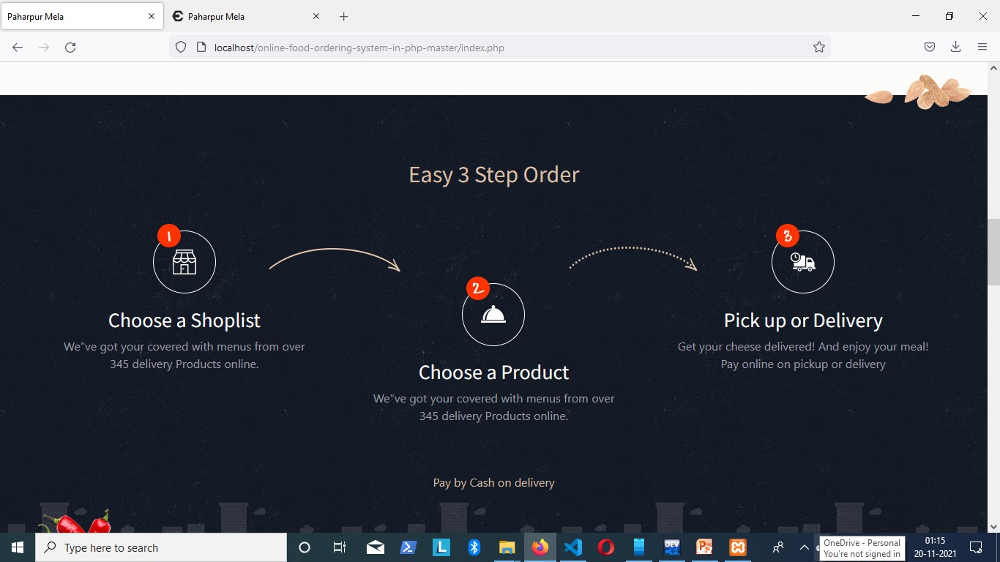 Paharpur Mela
Paharpur Mela
localhost/online-food-ordering-system-in-php-master/index.php
Easy 3 Step Order
1
Choose a Shoplist
We"ve got your covered with menus from over
345 delivery Products online.
2
Choose a Product
We"ve got your covered with menus from over
345 delivery Products online.
3
Pick up or Delivery
Get your cheese delivered! And enjoy your meal!
Pay online on pickup or delivery
Pay by Cash on delivery
Type here to search
L
DEV
P
OneDrive - Personal
You're not signed in
01:15
20-11-2021